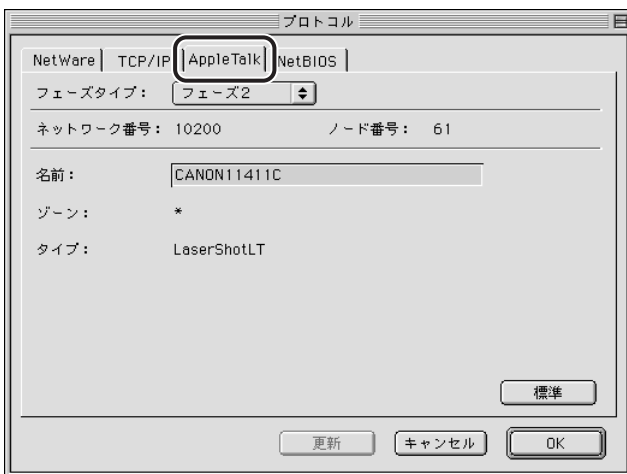 プロトコル
NetWare TCP/IP AppleTalk NetBIOS
フェーズタイプ： フェーズ2
ネットワーク番号： 10200 ノード番号： 61
名前： CANON11411C
ゾーン： *
タイプ： LaserShotLT
標準
更新 キャンセル OK